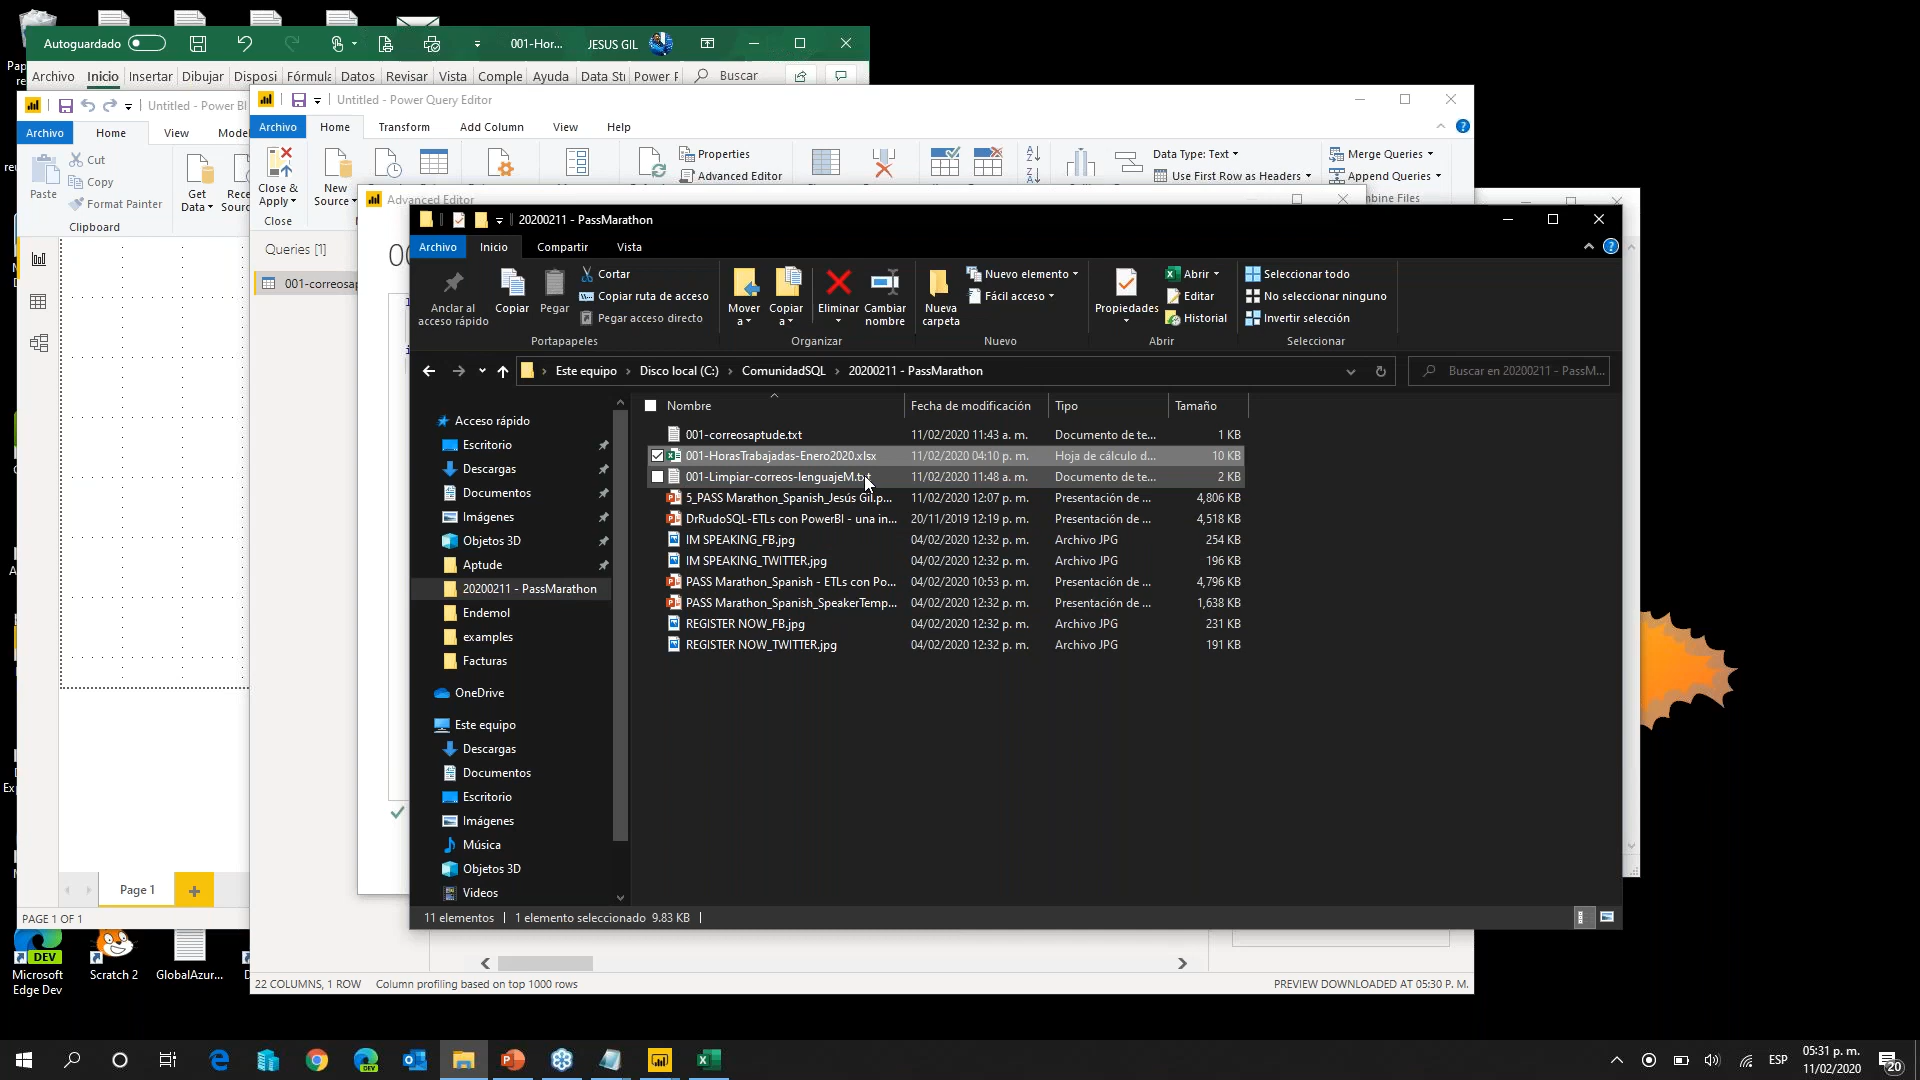 Autoguardado
001-Hor...
JESUS GIL
Archivo Inicio Insertar Dibujar Disposi Fórmula Datos Revisar Vista Comple Ayuda Data Str Power F Buscar
Untitled - Power BI
Archivo Home View Model
Paste
Cut
Copy
Format Painter
Clipboard
Get
Data
Rece
Sourc
Untitled - Power Query Editor
Archivo Home Transform Add Column View Help
Close &
Apply
Close
New
Source
Properties
Advanced Editor
Data Type: Text
Use First Row as Headers
Merge Queries
Append Queries
Queries [1]
001-correosap
Advanced Editor
20200211 - PassMarathon
Archivo Inicio Compartir Vista
Anclar al
acceso rápido
Copiar
Pegar
Cortar
Copiar ruta de acceso
Pegar acceso directo
Portapapeles
Mover
a
Copiar
a
Eliminar
Cambiar
nombre
Organizar
Nueva
carpeta
Nuevo elemento
Fácil acceso
Nuevo
Propiedades
Abrir
Editar
Historial
Abrir
Seleccionar todo
No seleccionar ninguno
Invertir selección
Seleccionar
Este equipo > Disco local (C:) > ComunidadSQL > 20200211 - PassMarathon
Buscar en 20200211 - PassM...
Acceso rápido
Escritorio
Descargas
Documentos
Imágenes
Objetos 3D
Aptude
20200211 - PassMarathon
Endemol
examples
Facturas
OneDrive
Este equipo
Descargas
Documentos
Escritorio
Imágenes
Música
Objetos 3D
Videos
Nombre Fecha de modificación Tipo Tamaño
001-correosaptude.txt 11/02/2020 11:43 a. m. Documento de te... 1 KB
001-HorasTrabajadas-Enero2020.xlsx 11/02/2020 04:10 p. m. Hoja de cálculo d... 10 KB
001-Limpiar-correos-lenguajeM.txt 11/02/2020 11:48 a. m. Documento de te... 2 KB
5_PASS Marathon_Spanish_Jesús Gil.p... 11/02/2020 12:07 p. m. Presentación de ... 4,806 KB
DrRudoSQL-ETLs con PowerBI - una in... 20/11/2019 12:19 p. m. Presentación de ... 4,518 KB
IM SPEAKING_FB.jpg 04/02/2020 12:32 p. m. Archivo JPG 254 KB
IM SPEAKING_TWITTER.jpg 04/02/2020 12:32 p. m. Archivo JPG 196 KB
PASS Marathon_Spanish - ETLs con Po... 04/02/2020 10:53 p. m. Presentación de ... 4,796 KB
PASS Marathon_Spanish_SpeakerTemp... 04/02/2020 12:32 p. m. Presentación de ... 1,638 KB
REGISTER NOW_FB.jpg 04/02/2020 12:32 p. m. Archivo JPG 231 KB
REGISTER NOW_TWITTER.jpg 04/02/2020 12:32 p. m. Archivo JPG 191 KB
11 elementos 1 elemento seleccionado 9.83 KB
Page 1
PAGE 1 OF 1
22 COLUMNS, 1 ROW Column profiling based on top 1000 rows
PREVIEW DOWNLOADED AT 05:30 P. M.
DEV
Microsoft
Edge Dev
Scratch 2
GlobalAzur...
ESP
05:31 p. m.
11/02/2020
20